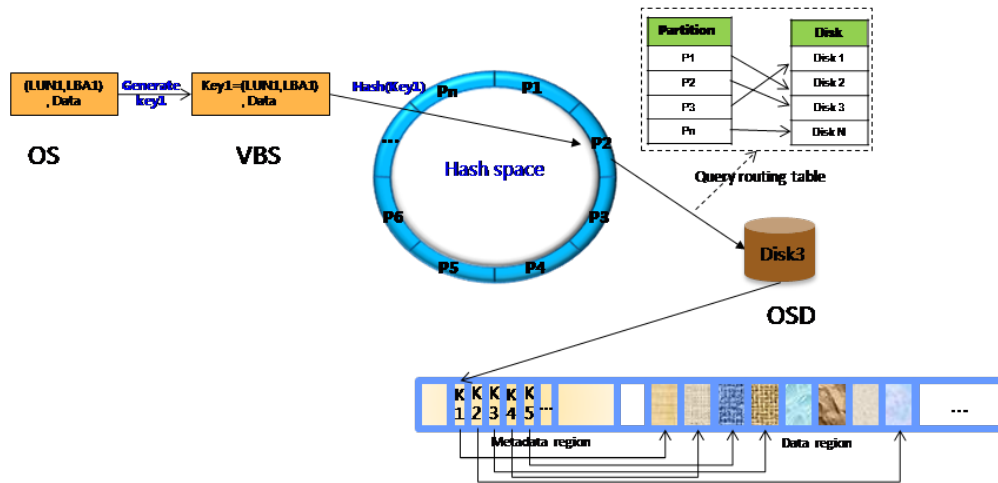 (LUN1,LBA1)
, Data
Generate
key1
Key1=(LUN1,LBA1)
, Data
Hash(Key1)
OS
VBS
Pn
P1
...
P2
P6
P3
P5
P4
Hash space
Partition
P1
P2
P3
Pn
Disk
Disk 1
Disk 2
Disk 3
Disk N
Query routing table
Disk3
OSD
K
1
K
2
K
3
K
4
K
5
...
...
Metadata region
Data region